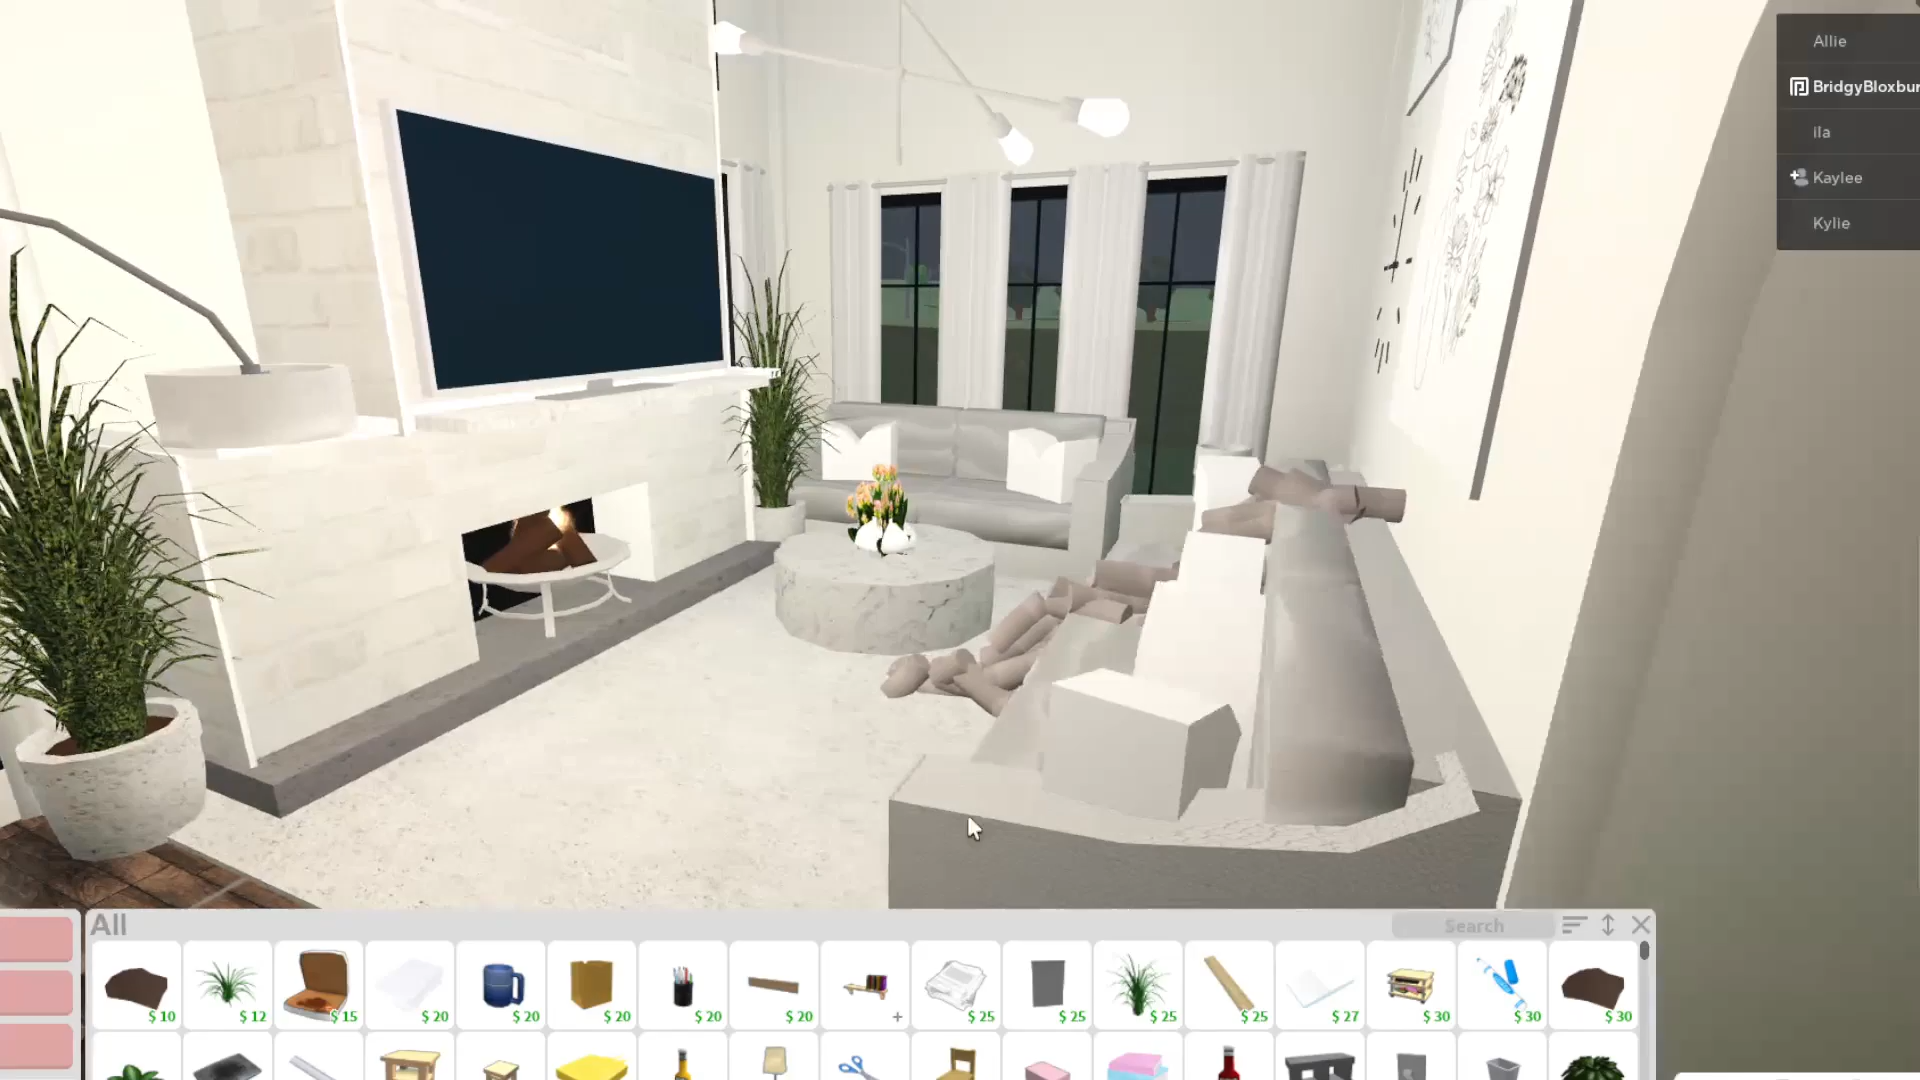 Allie
BridgyBloxbur
ila
Kaylee
Kylie
All
Search
$ 10
$ 12
$ 15
$ 20
$ 20
$ 20
$ 20
$ 20
+
$ 25
$ 25
$ 25
$ 25
$ 27
$ 30
$ 30
$ 30